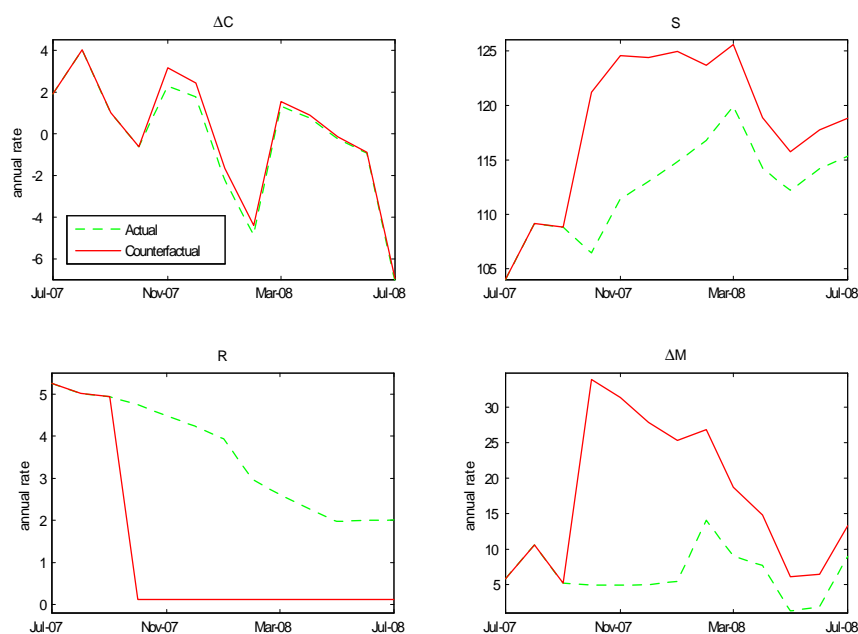 ΔC
4
2
0
-2
-4
-6
annual rate
Actual
Counterfactual
Jul-07
Nov-07
Mar-08
Jul-08
S
125
120
115
110
105
annual rate
Jul-07
Nov-07
Mar-08
Jul-08
R
5
4
3
2
1
0
annual rate
Jul-07
Nov-07
Mar-08
Jul-08
ΔM
30
25
20
15
10
5
annual rate
Jul-07
Nov-07
Mar-08
Jul-08